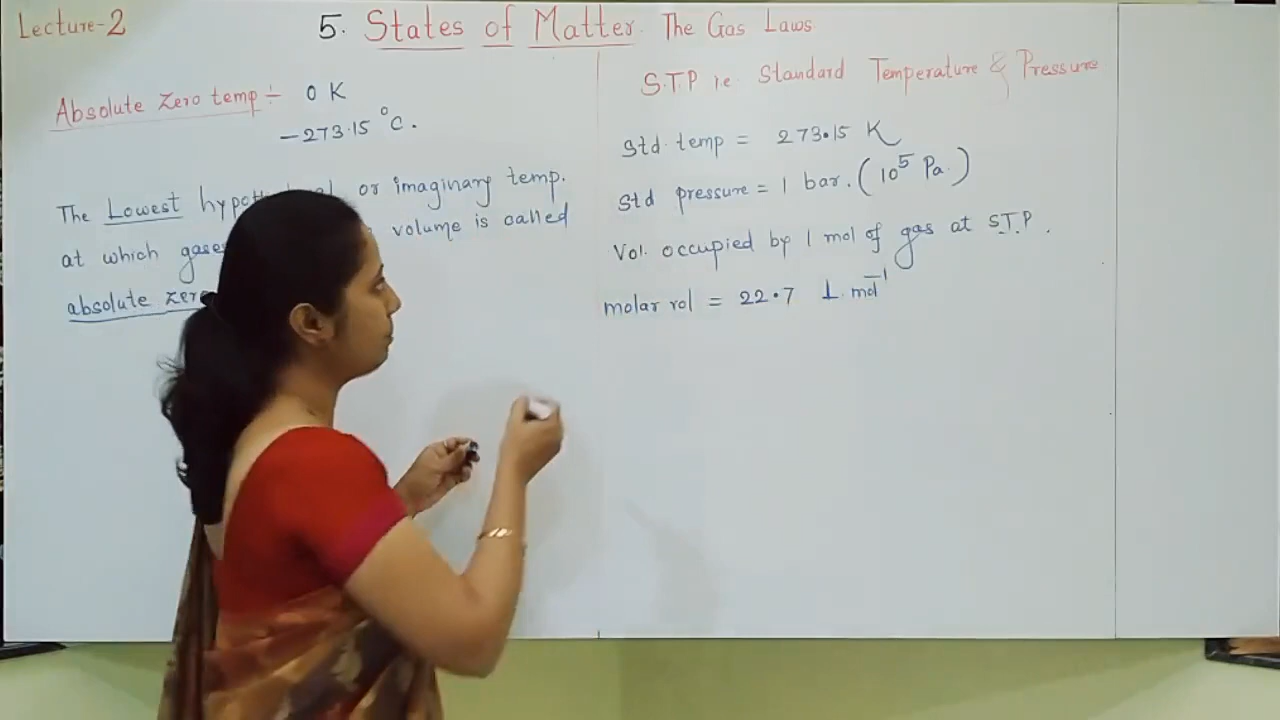 Lecture-2
5. States of Matter. The Gas Laws
Absolute Zero temp :- 0 K
-273.15 °C.
The Lowest or imaginary temp.
at which volume is called
absolute
S.T.P i.e. Standard Temperature & Pressure
Std. temp = 273.15 K
Std pressure = 1 bar. (10⁵ Pa.)
Vol. occupied by 1 mol of gas at S.T.P.
molar vol = 22.7 L mol⁻¹